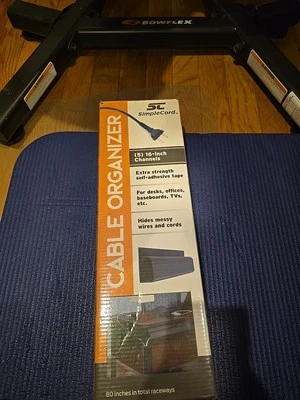 BOWFLEX
SC
SimpleCord®
CABLE ORGANIZER
(5) 16-inch
Channels
Extra strength
self-adhesive tape
For desks, offices,
baseboards, TVs,
etc.
Hides messy
wires and cords
80 inches in total raceways